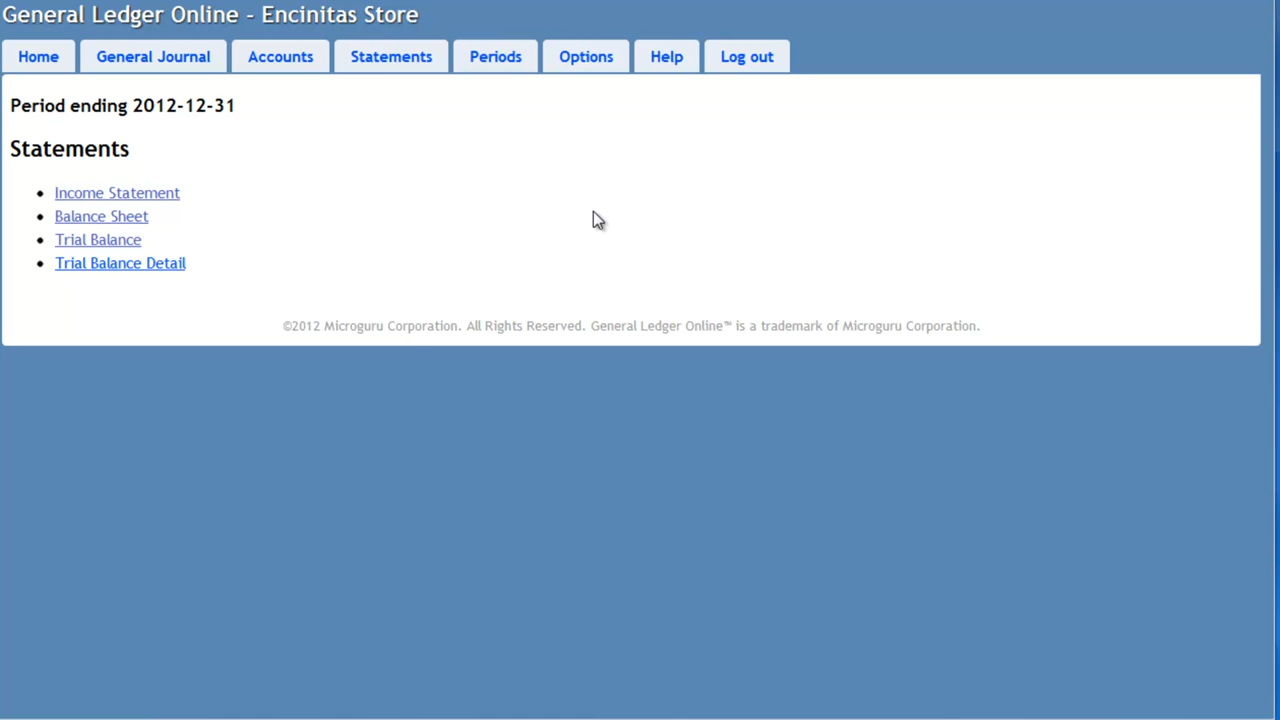 General Ledger Online - Encinitas Store
Home General Journal Accounts Statements Periods Options Help Log out
Period ending 2012-12-31
Statements
Income Statement
Balance Sheet
Trial Balance
Trial Balance Detail
©2012 Microguru Corporation. All Rights Reserved. General Ledger Online™ is a trademark of Microguru Corporation.